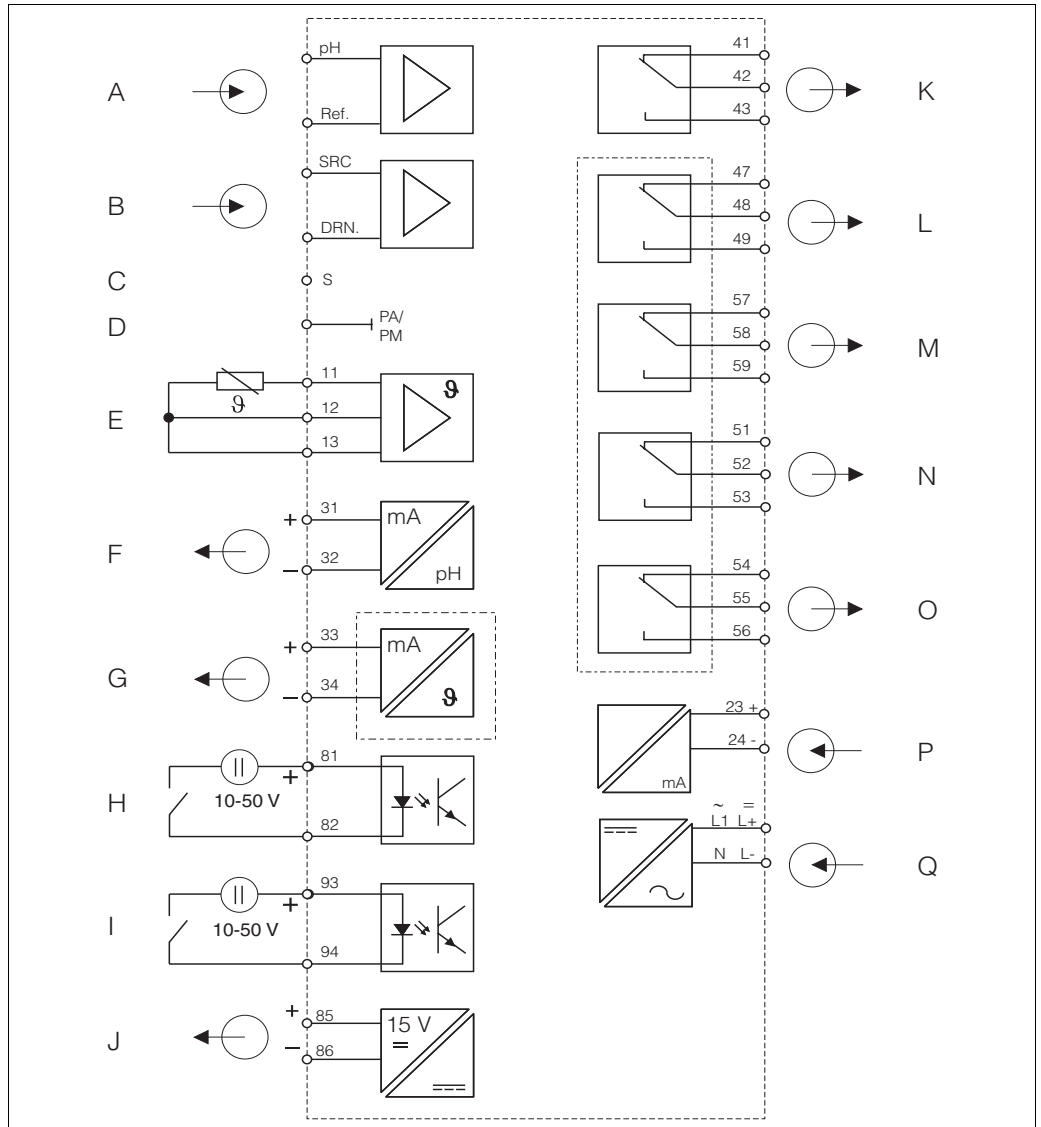 A
pH
Ref.
B
SRC
DRN.
C
S
D
PA/
PM
E
ϑ
11
12
13
ϑ
F
+
31
−
32
mA
pH
G
+
33
−
34
mA
ϑ
H
10-50 V
81
+
82
I
10-50 V
93
+
94
J
+
85
−
86
15 V
=
41
42
43
K
47
48
49
L
57
58
59
M
51
52
53
N
54
55
56
O
23 +
24 -
mA
P
~ =
L1 L+
N L-
Q